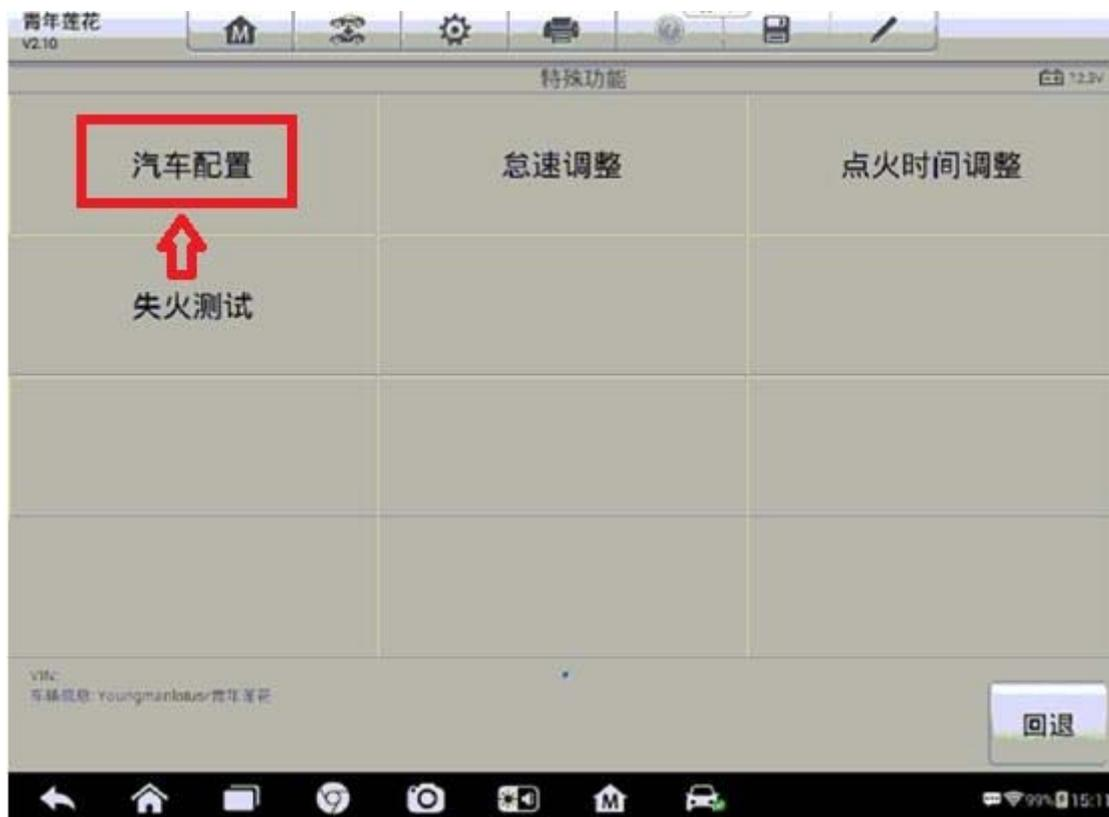 青年莲花
V2.10
特殊功能
12.3V
汽车配置
怠速调整
点火时间调整
失火测试
VIN:
车辆信息: Youngmanlotus/青年莲花
回退
99% 15:11